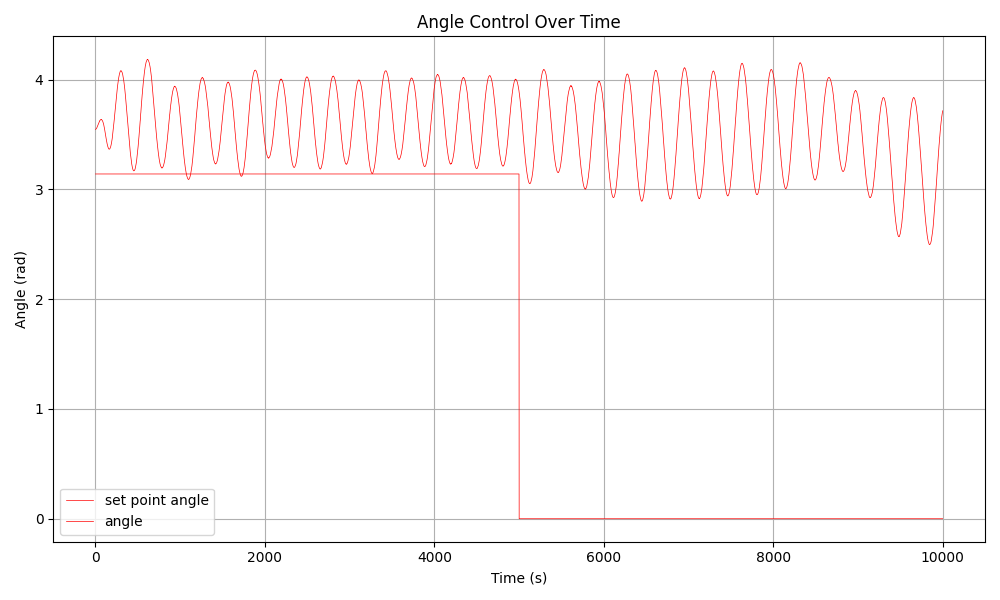 Angle Control Over Time
Angle (rad)
4
3
2
1
0
set point angle
angle
0 2000 4000 6000 8000 10000
Time (s)